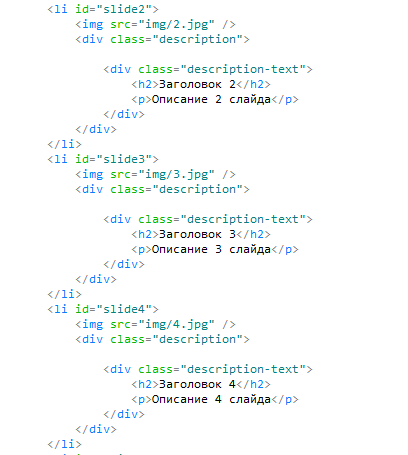 <li id="slide2">
<img src="img/2.jpg" />
<div class="description">
<div class="description-text">
<h2>Заголовок 2</h2>
<p>Описание 2 слайда</p>
</div>
</div>
</li>
<li id="slide3">
<img src="img/3.jpg" />
<div class="description">
<div class="description-text">
<h2>Заголовок 3</h2>
<p>Описание 3 слайда</p>
</div>
</div>
</li>
<li id="slide4">
<img src="img/4.jpg" />
<div class="description">
<div class="description-text">
<h2>Заголовок 4</h2>
<p>Описание 4 слайда</p>
</div>
</div>
</li>